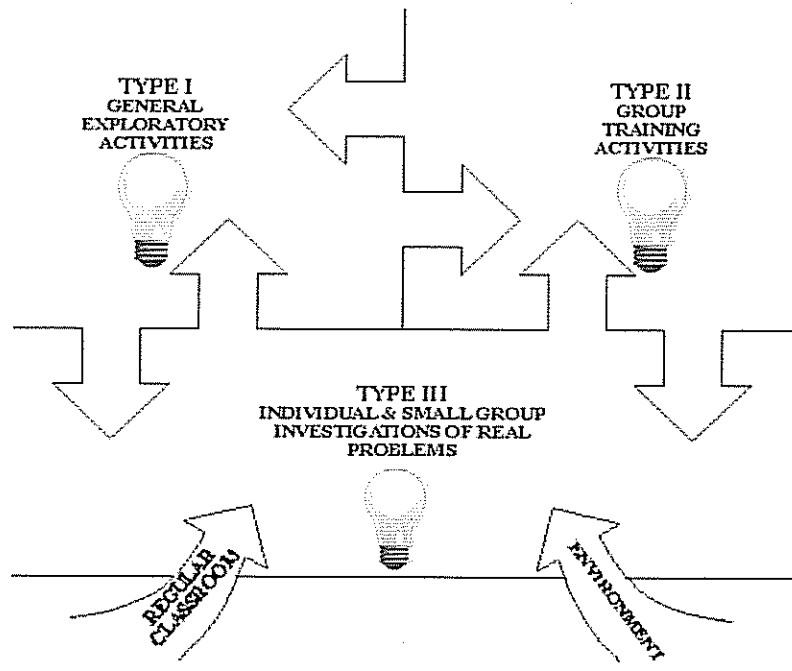 TYPE I
GENERAL
EXPLORATORY
ACTIVITIES
TYPE II
GROUP
TRAINING
ACTIVITIES
TYPE III
INDIVIDUAL & SMALL GROUP
INVESTIGATIONS OF REAL
PROBLEMS
REGULAR
CLASSROOM
ENVIRONMENT